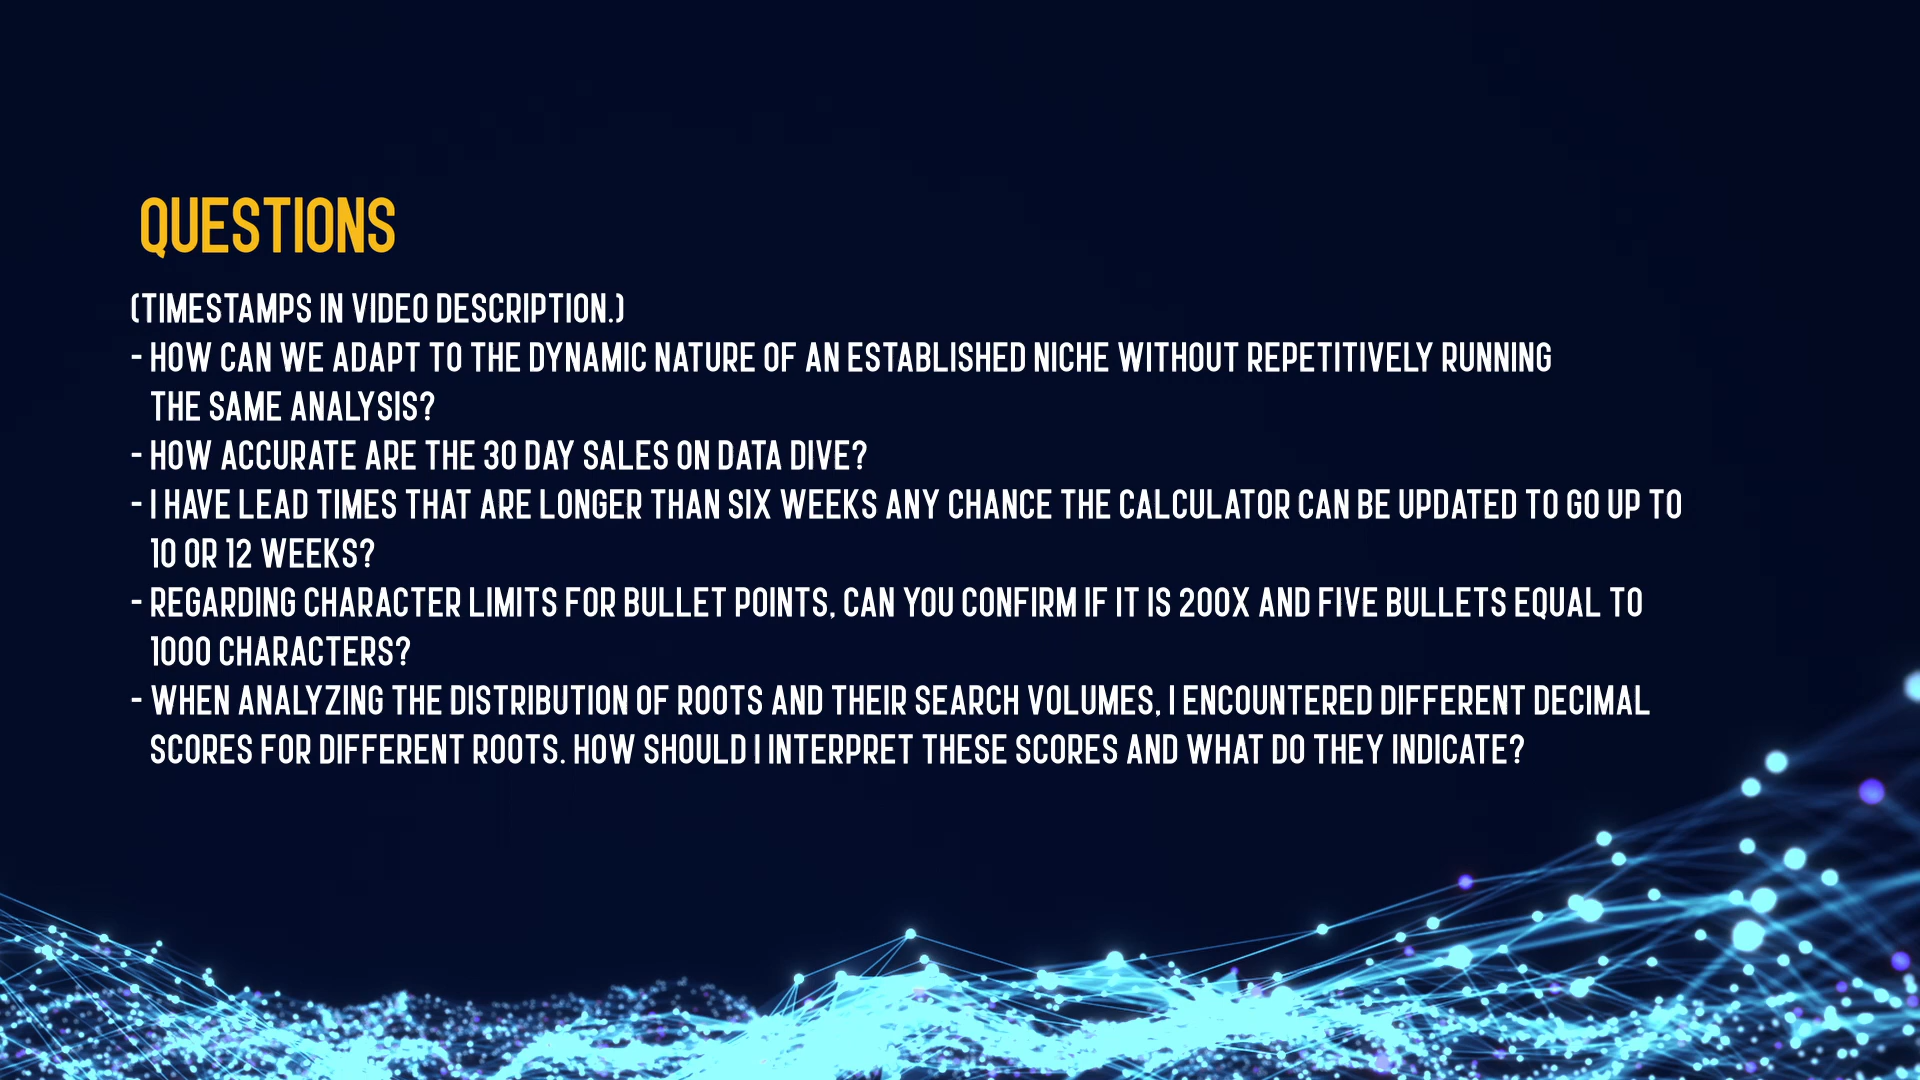 QUESTIONS
(TIMESTAMPS IN VIDEO DESCRIPTION.)
- HOW CAN WE ADAPT TO THE DYNAMIC NATURE OF AN ESTABLISHED NICHE WITHOUT REPETITIVELY RUNNING
THE SAME ANALYSIS?
- HOW ACCURATE ARE THE 30 DAY SALES ON DATA DIVE?
- I HAVE LEAD TIMES THAT ARE LONGER THAN SIX WEEKS ANY CHANCE THE CALCULATOR CAN BE UPDATED TO GO UP TO
10 OR 12 WEEKS?
- REGARDING CHARACTER LIMITS FOR BULLET POINTS, CAN YOU CONFIRM IF IT IS 200X AND FIVE BULLETS EQUAL TO
1000 CHARACTERS?
- WHEN ANALYZING THE DISTRIBUTION OF ROOTS AND THEIR SEARCH VOLUMES, I ENCOUNTERED DIFFERENT DECIMAL
SCORES FOR DIFFERENT ROOTS. HOW SHOULD I INTERPRET THESE SCORES AND WHAT DO THEY INDICATE?